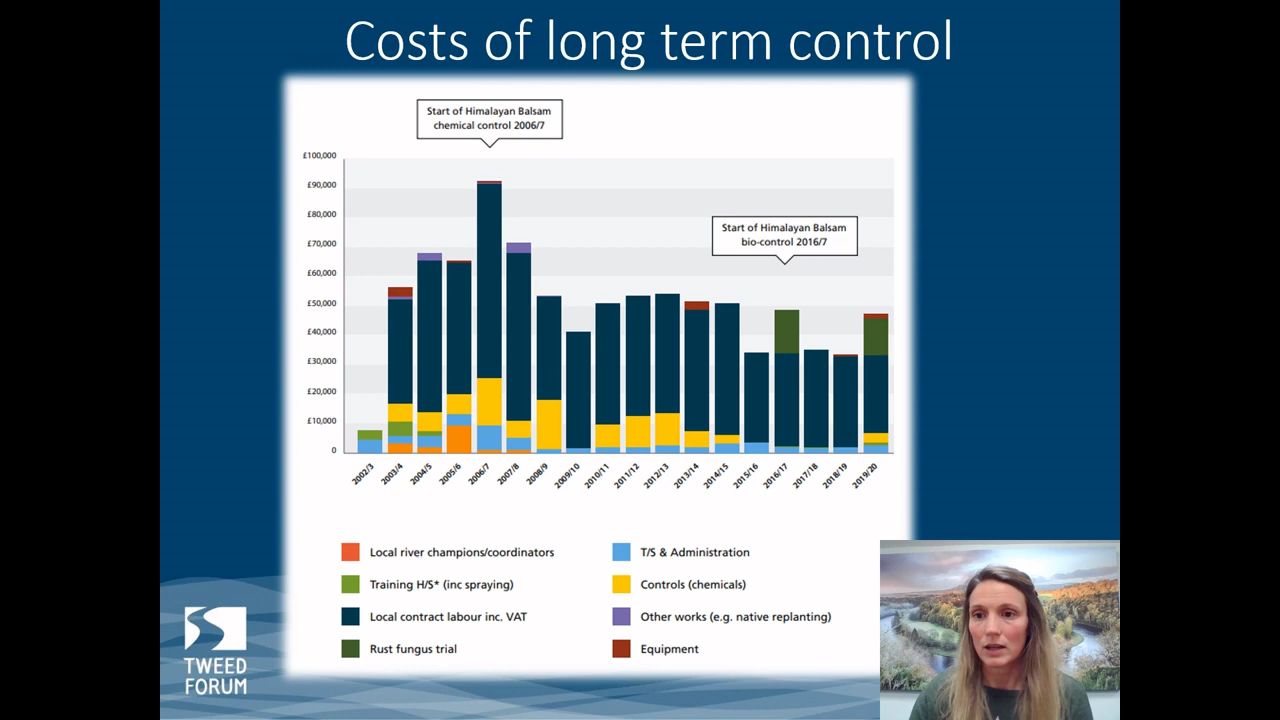 Costs of long term control
Start of Himalayan Balsam
chemical control 2006/7
Start of Himalayan Balsam
bio-control 2016/7
£100,000
£90,000
£80,000
£70,000
£60,000
£50,000
£40,000
£30,000
£20,000
£10,000
0
2002/3
2003/4
2004/5
2005/6
2006/7
2007/8
2008/9
2009/10
2010/11
2011/12
2012/13
2013/14
2014/15
2015/16
2016/17
2017/18
2018/19
2019/20
Local river champions/coordinators
T/S & Administration
Training H/S* (inc spraying)
Controls (chemicals)
Local contract labour inc. VAT
Other works (e.g. native replanting)
Rust fungus trial
Equipment
TWEED
FORUM